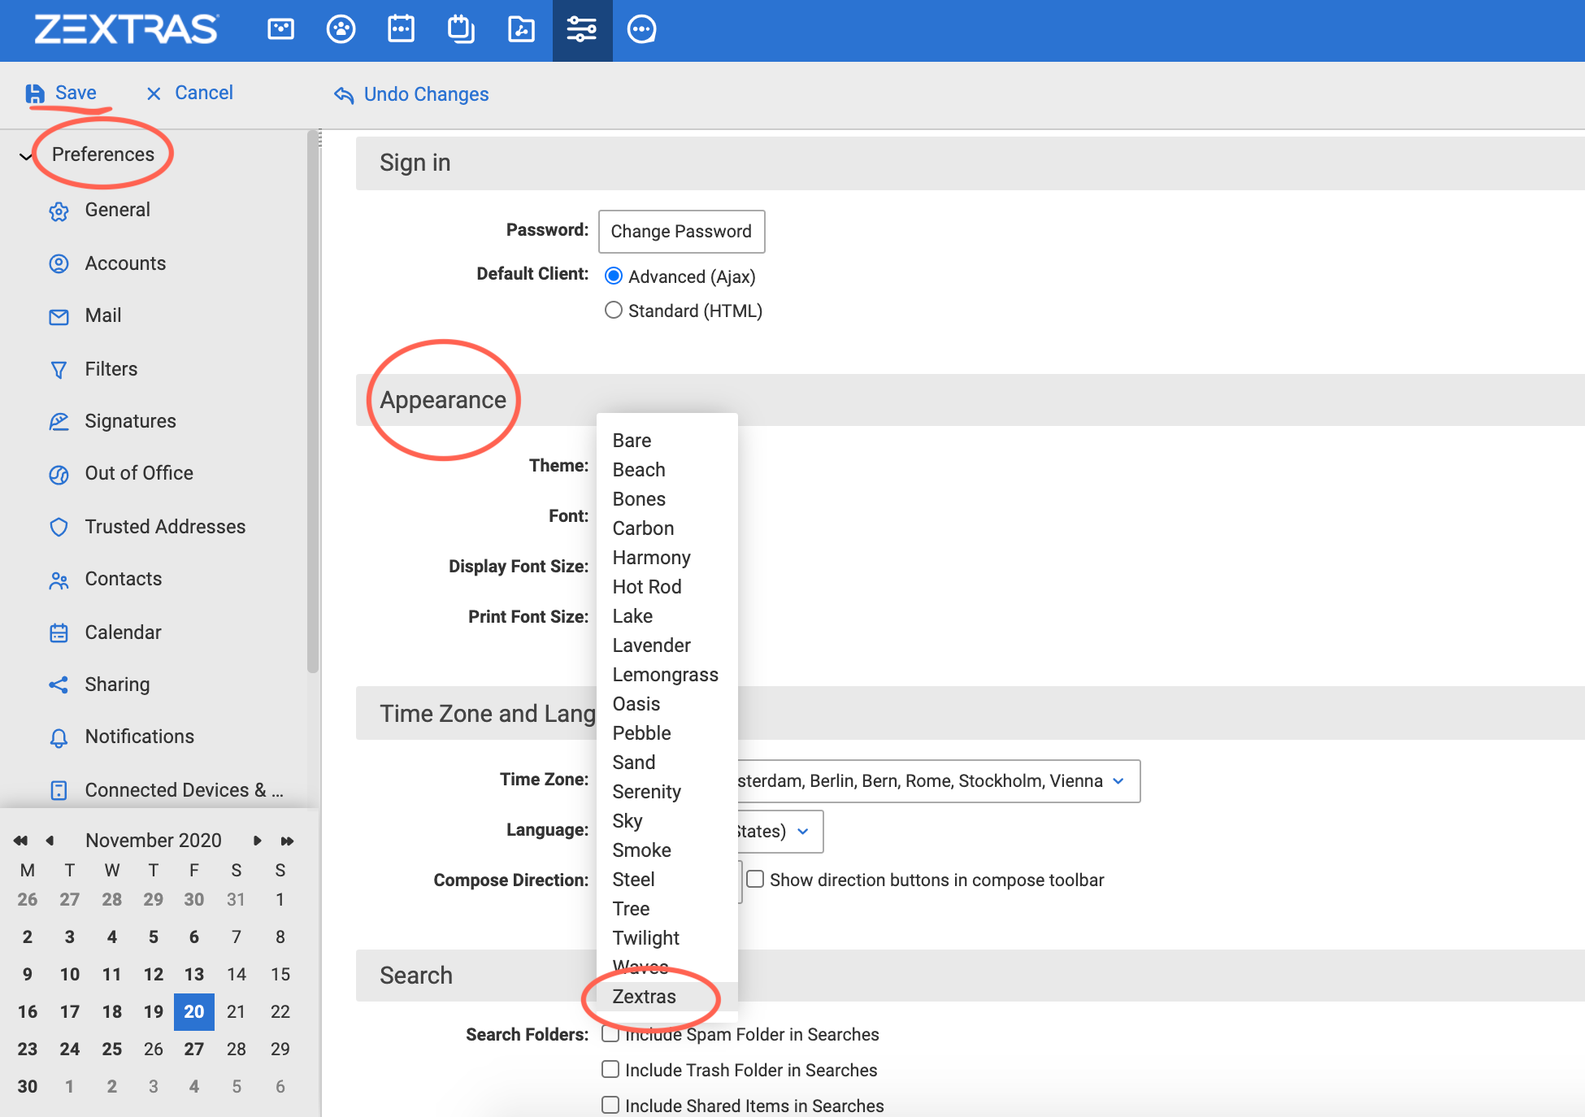 ZEXTRAS
Save
Cancel
Undo Changes
Preferences
General
Accounts
Mail
Filters
Signatures
Out of Office
Trusted Addresses
Contacts
Calendar
Sharing
Notifications
Connected Devices & ...
November 2020
M T W T F S S
26 27 28 29 30 31 1
2 3 4 5 6 7 8
9 10 11 12 13 14 15
16 17 18 19 20 21 22
23 24 25 26 27 28 29
30 1 2 3 4 5 6
Sign in
Password: Change Password
Default Client: Advanced (Ajax)
Standard (HTML)
Appearance
Theme:
Font:
Display Font Size:
Print Font Size:
Bare
Beach
Bones
Carbon
Harmony
Hot Rod
Lake
Lavender
Lemongrass
Oasis
Pebble
Sand
Serenity
Sky
Smoke
Steel
Tree
Twilight
Waves
Zextras
Time Zone and Lang
Time Zone: sterdam, Berlin, Bern, Rome, Stockholm, Vienna
Language: States)
Compose Direction: Show direction buttons in compose toolbar
Search
Search Folders: Include Spam Folder in Searches
Include Trash Folder in Searches
Include Shared Items in Searches